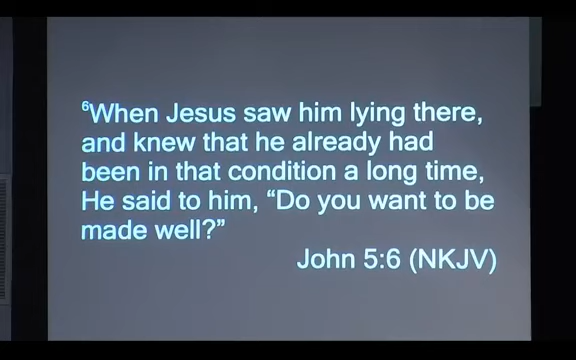 ⁶When Jesus saw him lying there,
and knew that he already had
been in that condition a long time,
He said to him, “Do you want to be
made well?”
John 5:6 (NKJV)